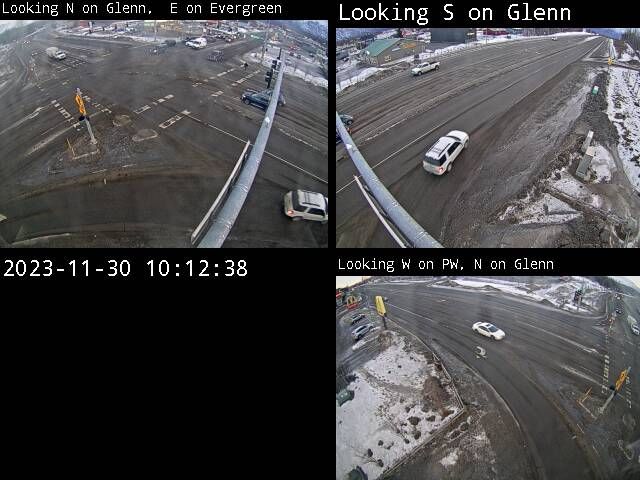 Looking N on Glenn,  E on Evergreen
Looking S on Glenn
2023-11-30 10:12:38
Looking W on PW, N on Glenn